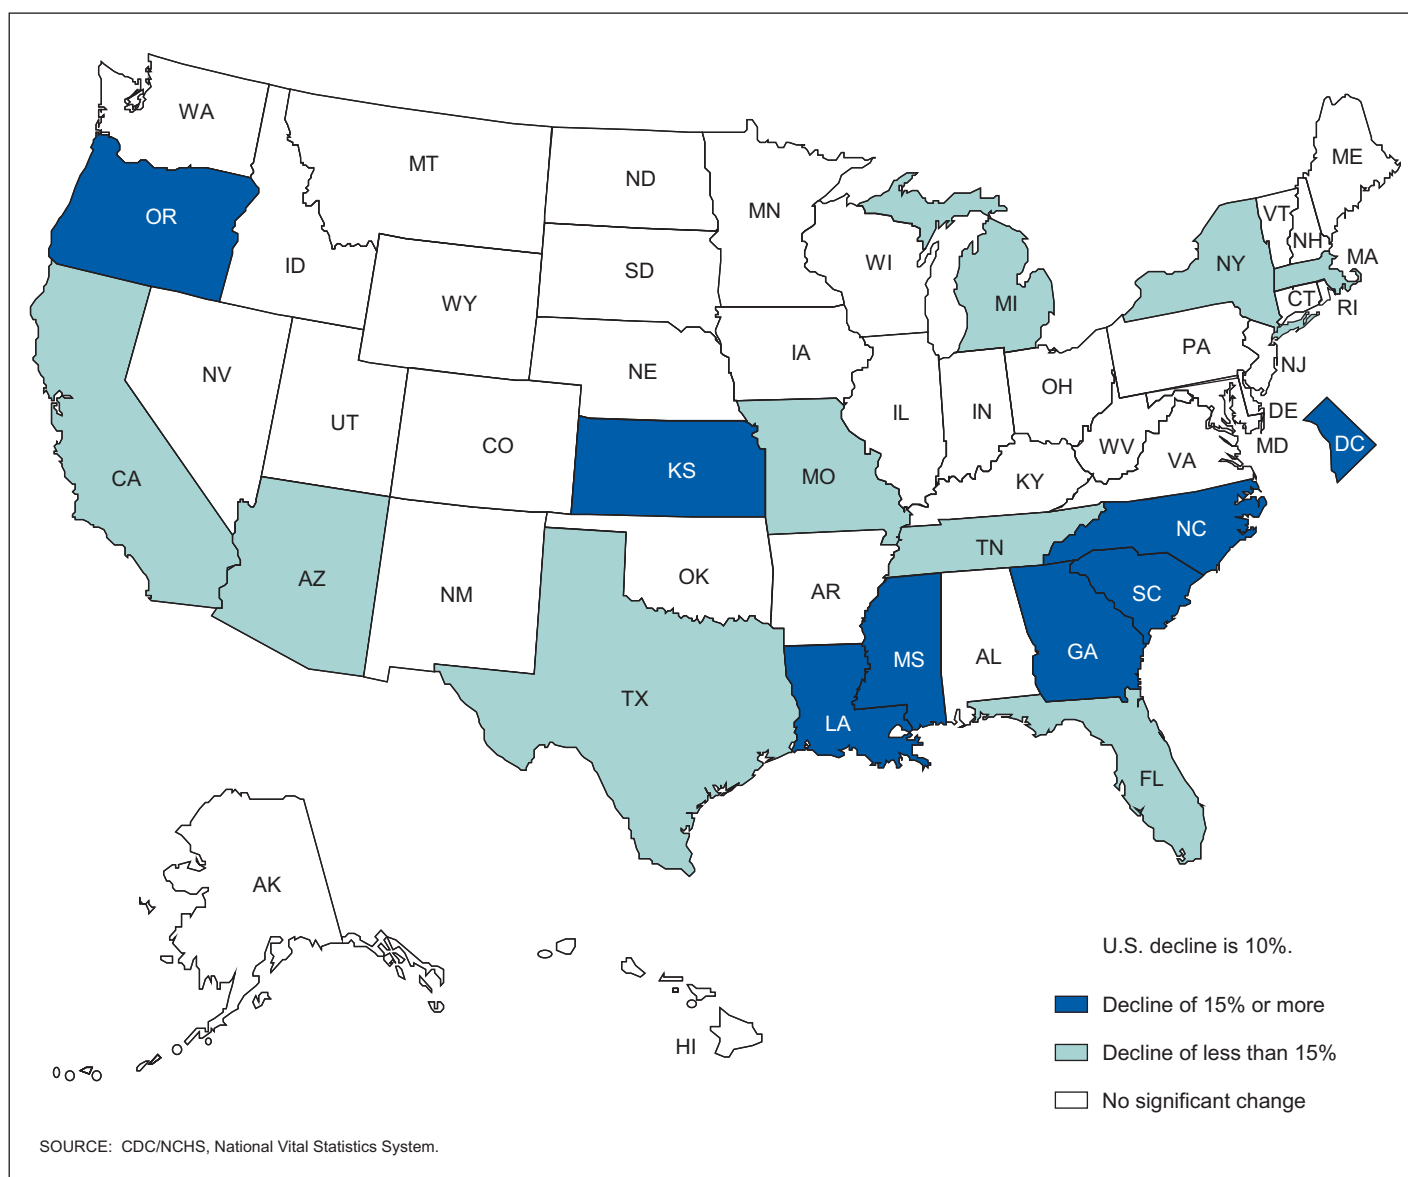 WA
MT
ND
MN
ME
VT
NH
OR
ID
SD
WI
NY
MA
WY
MI
CT
RI
IA
PA
NV
NE
NJ
OH
UT
IL
IN
DE
CO
MD
DC
WV
CA
KS
MO
KY
VA
NC
TN
AZ
OK
AR
NM
SC
MS
AL
GA
TX
LA
FL
AK
HI
U.S. decline is 10%.
Decline of 15% or more
Decline of less than 15%
No significant change
SOURCE: CDC/NCHS, National Vital Statistics System.